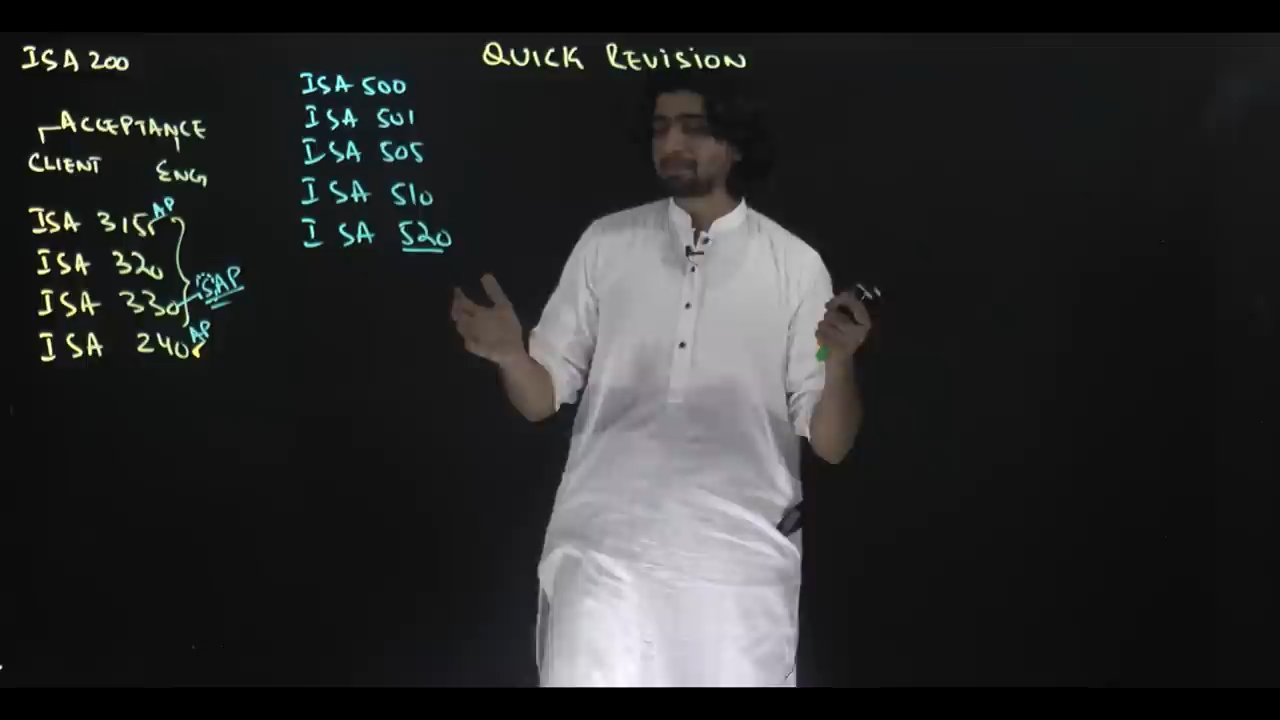 ISA 200
QUICK REVISION
ACCEPTANCE
CLIENT ENG
ISA 315 AP
ISA 320
ISA 330 SAP
ISA 240 AP
ISA 500
ISA 501
ISA 505
ISA 510
ISA 520